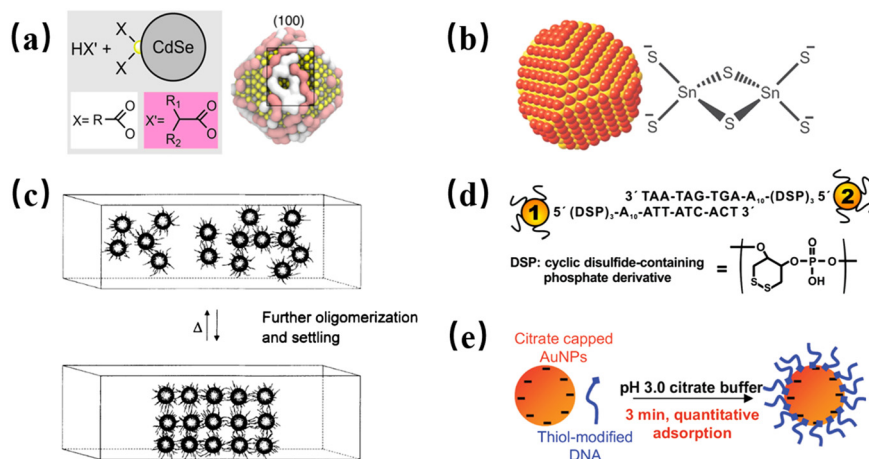 (a)
(100)
X
HX' +
CdSe
X
X= R O O
X'= R1 R2 O O
(b)
S− S− S Sn Sn S S− S−
(c)
Δ
Further oligomerization
and settling
(d)
3´ TAA-TAG-TGA-A10-(DSP)3 5´ 2
1 5´ (DSP)3-A10-ATT-ATC-ACT 3´
DSP: cyclic disulfide-containing
phosphate derivative
=
O O P O O OH S S
(e)
Citrate capped
AuNPs
pH 3.0 citrate buffer
3 min, quantitative
adsorption
Thiol-modified
DNA